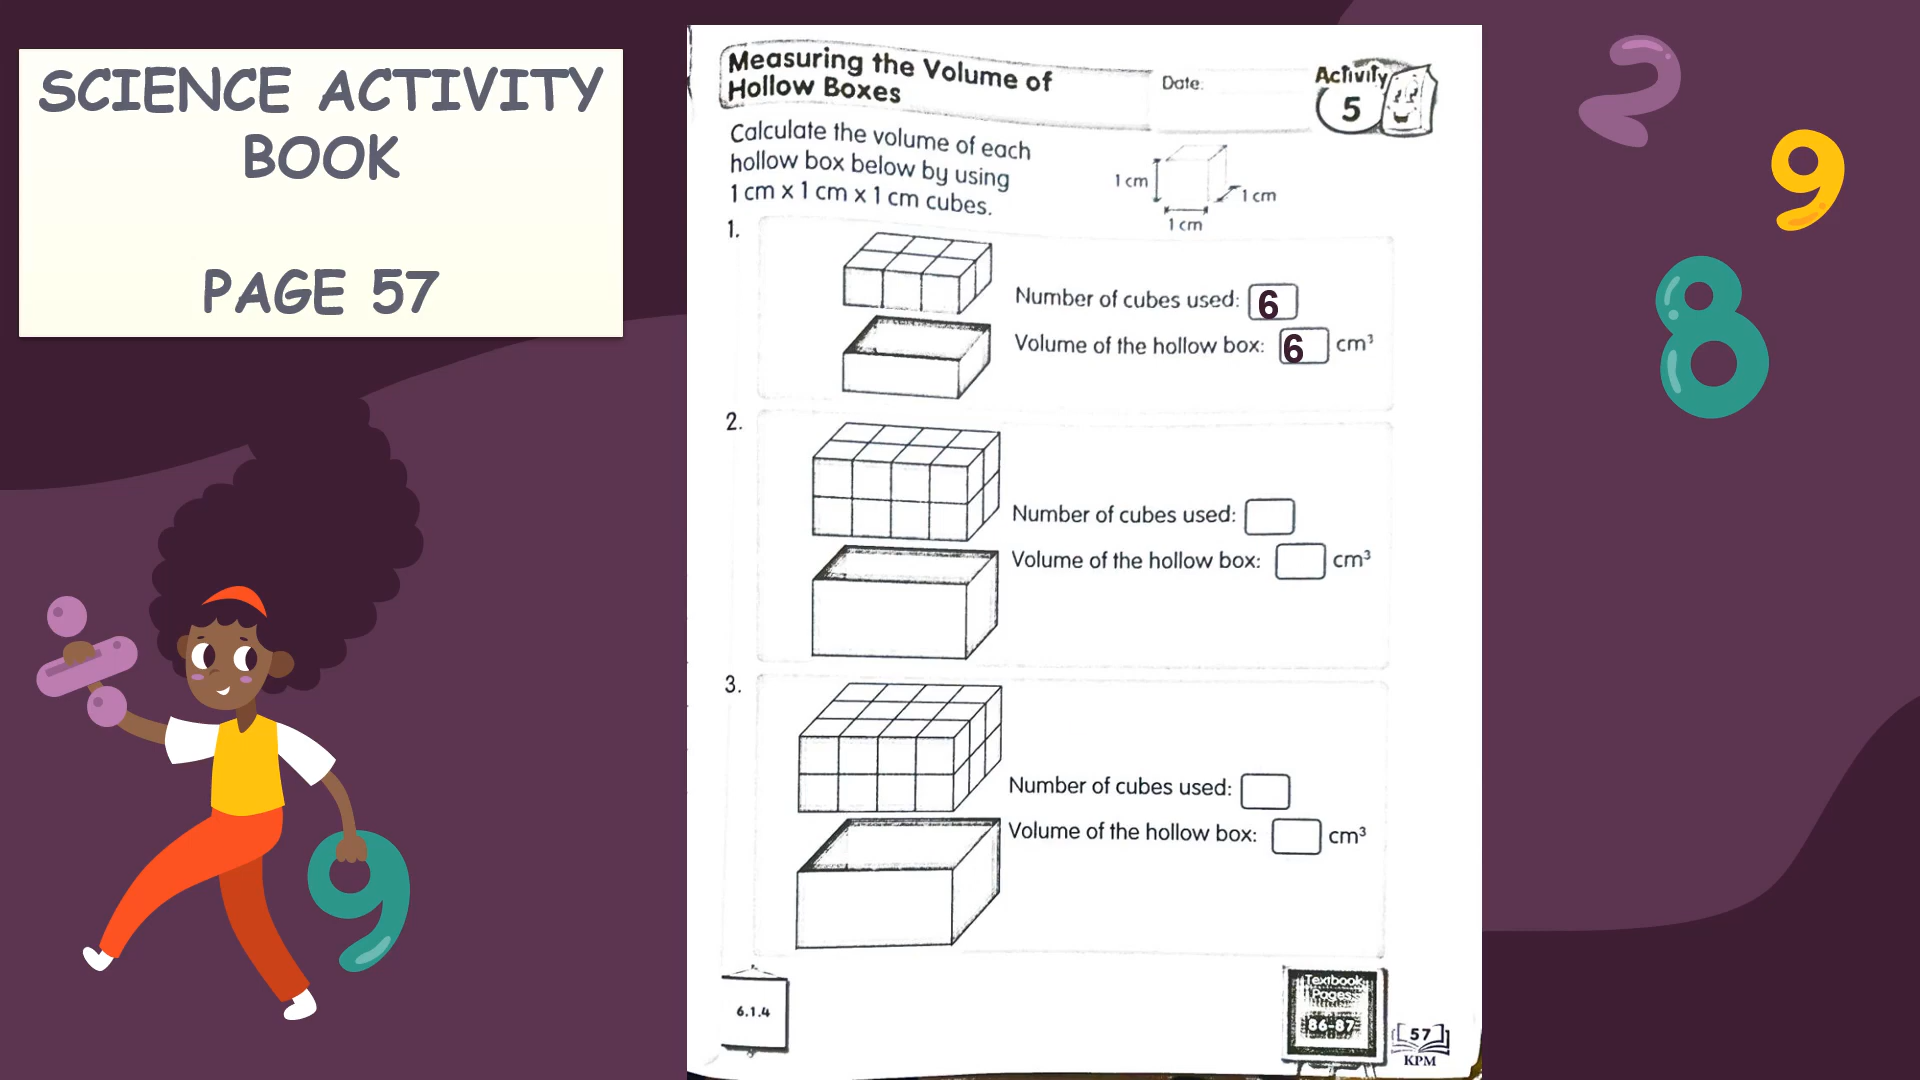 SCIENCE ACTIVITY
BOOK
PAGE 57
Measuring the Volume of
Hollow Boxes
Date:
Activity
5
Calculate the volume of each
hollow box below by using
1 cm x 1 cm x 1 cm cubes.
1 cm
1 cm
1 cm
1.
Number of cubes used: 6
Volume of the hollow box: 6 cm³
2.
Number of cubes used:
Volume of the hollow box: cm³
3.
Number of cubes used:
Volume of the hollow box: cm³
6.1.4
Textbook
Pages
86-87
57
KPM
2
9
8
9